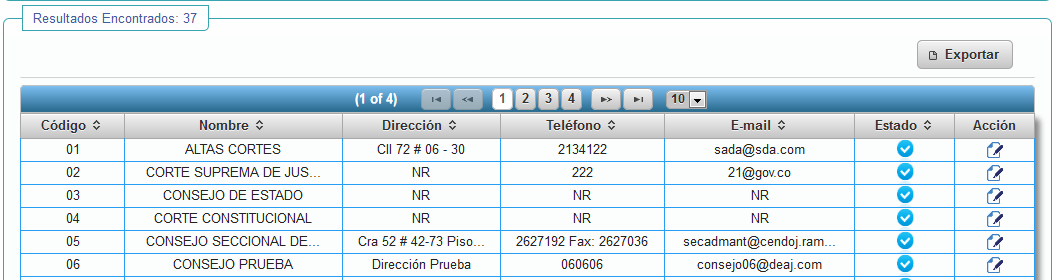 Resultados Encontrados: 37
Exportar
(1 of 4) 1 2 3 4 10
Código Nombre Dirección Teléfono E-mail Estado Acción
01 ALTAS CORTES Cll 72 # 06 - 30 2134122 sada@sda.com
02 CORTE SUPREMA DE JUS... NR 222 21@gov.co
03 CONSEJO DE ESTADO NR NR NR
04 CORTE CONSTITUCIONAL NR NR NR
05 CONSEJO SECCIONAL DE... Cra 52 # 42-73 Piso... 2627192 Fax: 2627036 secadmant@cendoj.ram...
06 CONSEJO PRUEBA Dirección Prueba 060606 consejo06@deaj.com